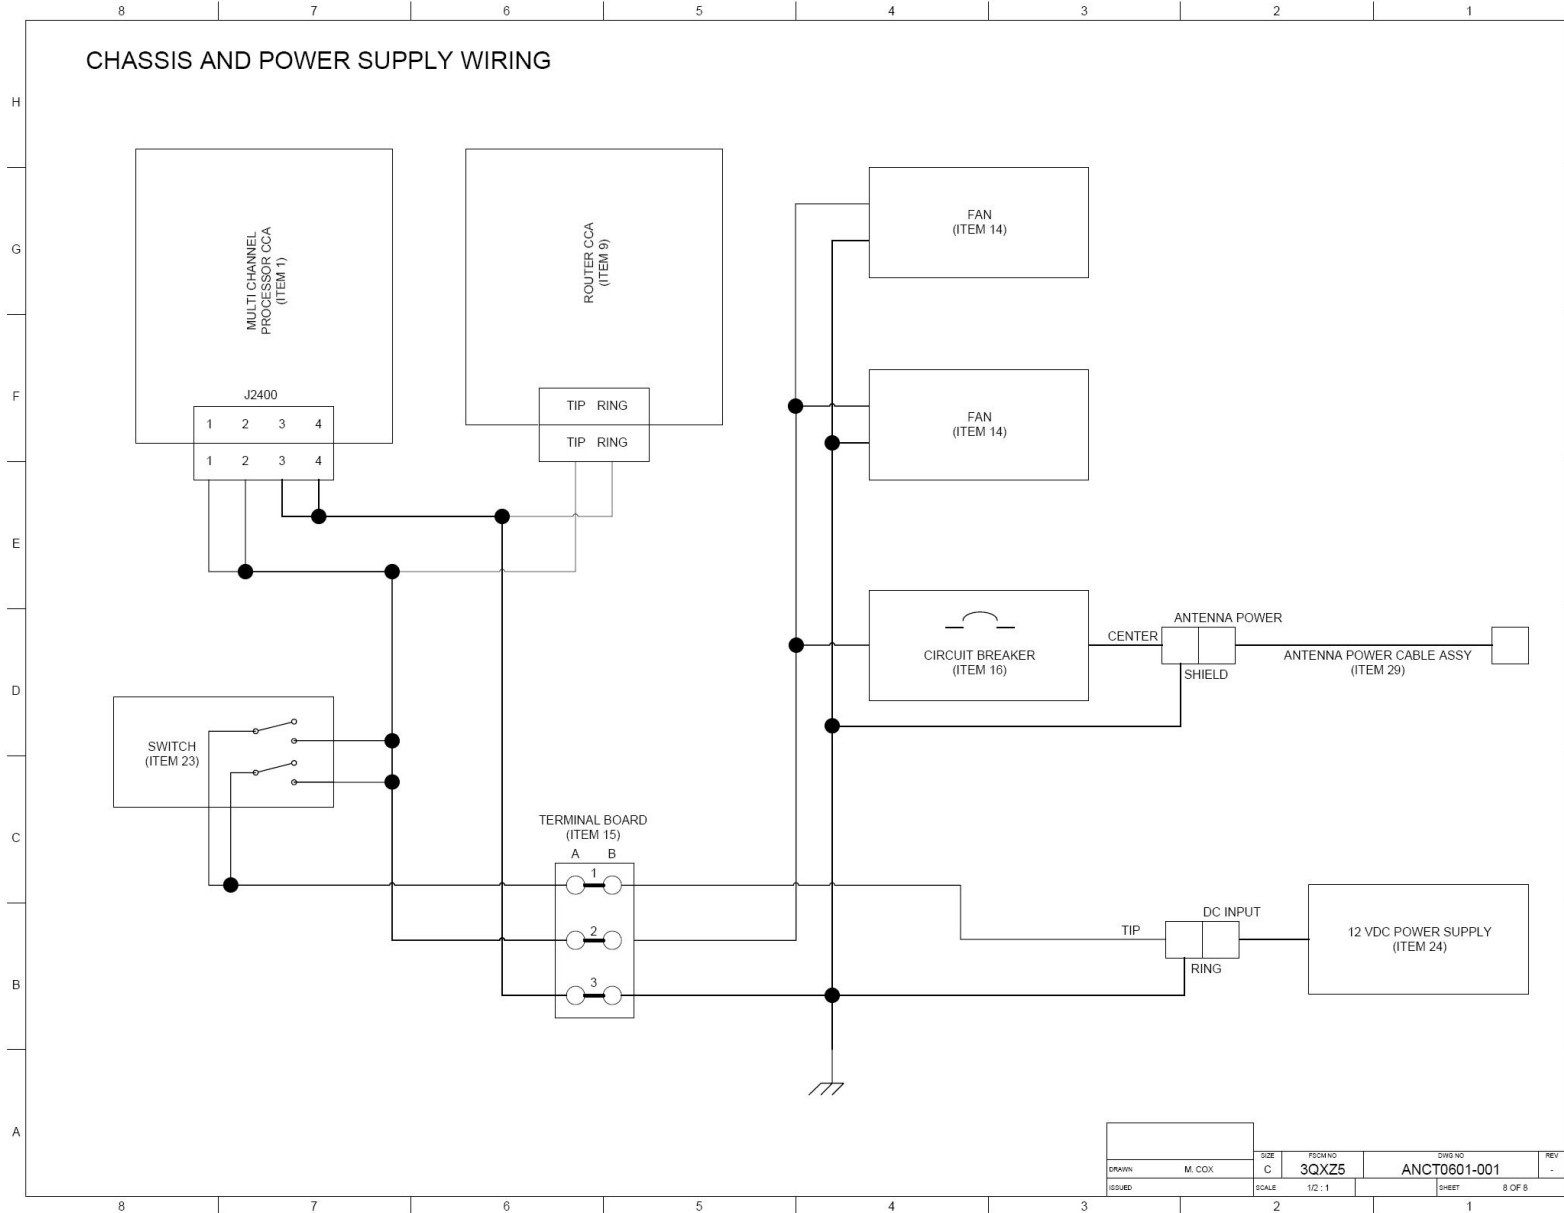 8 7 6 5 4 3 2 1
CHASSIS AND POWER SUPPLY WIRING
H
G
F
E
D
C
B
A
MULTI CHANNEL
PROCESSOR CCA
(ITEM 1)
J2400
1 2 3 4
1 2 3 4
ROUTER CCA
(ITEM 9)
TIP RING
TIP RING
FAN
(ITEM 14)
FAN
(ITEM 14)
CIRCUIT BREAKER
(ITEM 16)
CENTER
ANTENNA POWER
SHIELD
ANTENNA POWER CABLE ASSY
(ITEM 29)
SWITCH
(ITEM 23)
TERMINAL BOARD
(ITEM 15)
A B
1
2
3
TIP
DC INPUT
RING
12 VDC POWER SUPPLY
(ITEM 24)
DRAWN M. COX
ISSUED
SIZE
C
FSCM NO
3QXZ5
DWG NO
ANCT0601-001
REV
-
SCALE 1/2 : 1
SHEET 8 OF 8
8 7 6 5 4 3 2 1